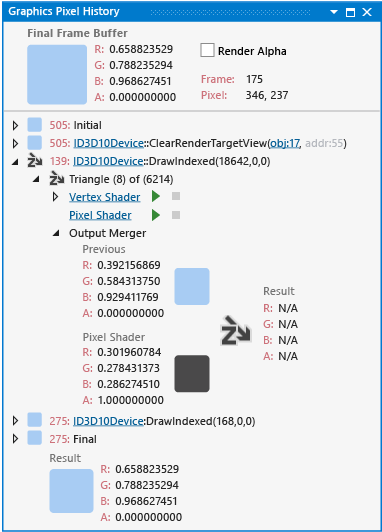 Graphics Pixel History
Final Frame Buffer
R: 0.658823529
G: 0.788235294
B: 0.968627451
A: 0.000000000
Render Alpha
Frame: 175
Pixel: 346, 237
505: Initial
505: ID3D10Device::ClearRenderTargetView(obj:17, addr:55)
139: ID3D10Device::DrawIndexed(18642,0,0)
Triangle (8) of (6214)
Vertex Shader
Pixel Shader
Output Merger
Previous
R: 0.392156869
G: 0.584313750
B: 0.929411769
A: 0.000000000
Pixel Shader
R: 0.301960784
G: 0.278431373
B: 0.286274510
A: 1.000000000
Result
R: N/A
G: N/A
B: N/A
A: N/A
275: ID3D10Device:DrawIndexed(168,0,0)
275: Final
Result
R: 0.658823529
G: 0.788235294
B: 0.968627451
A: 0.000000000